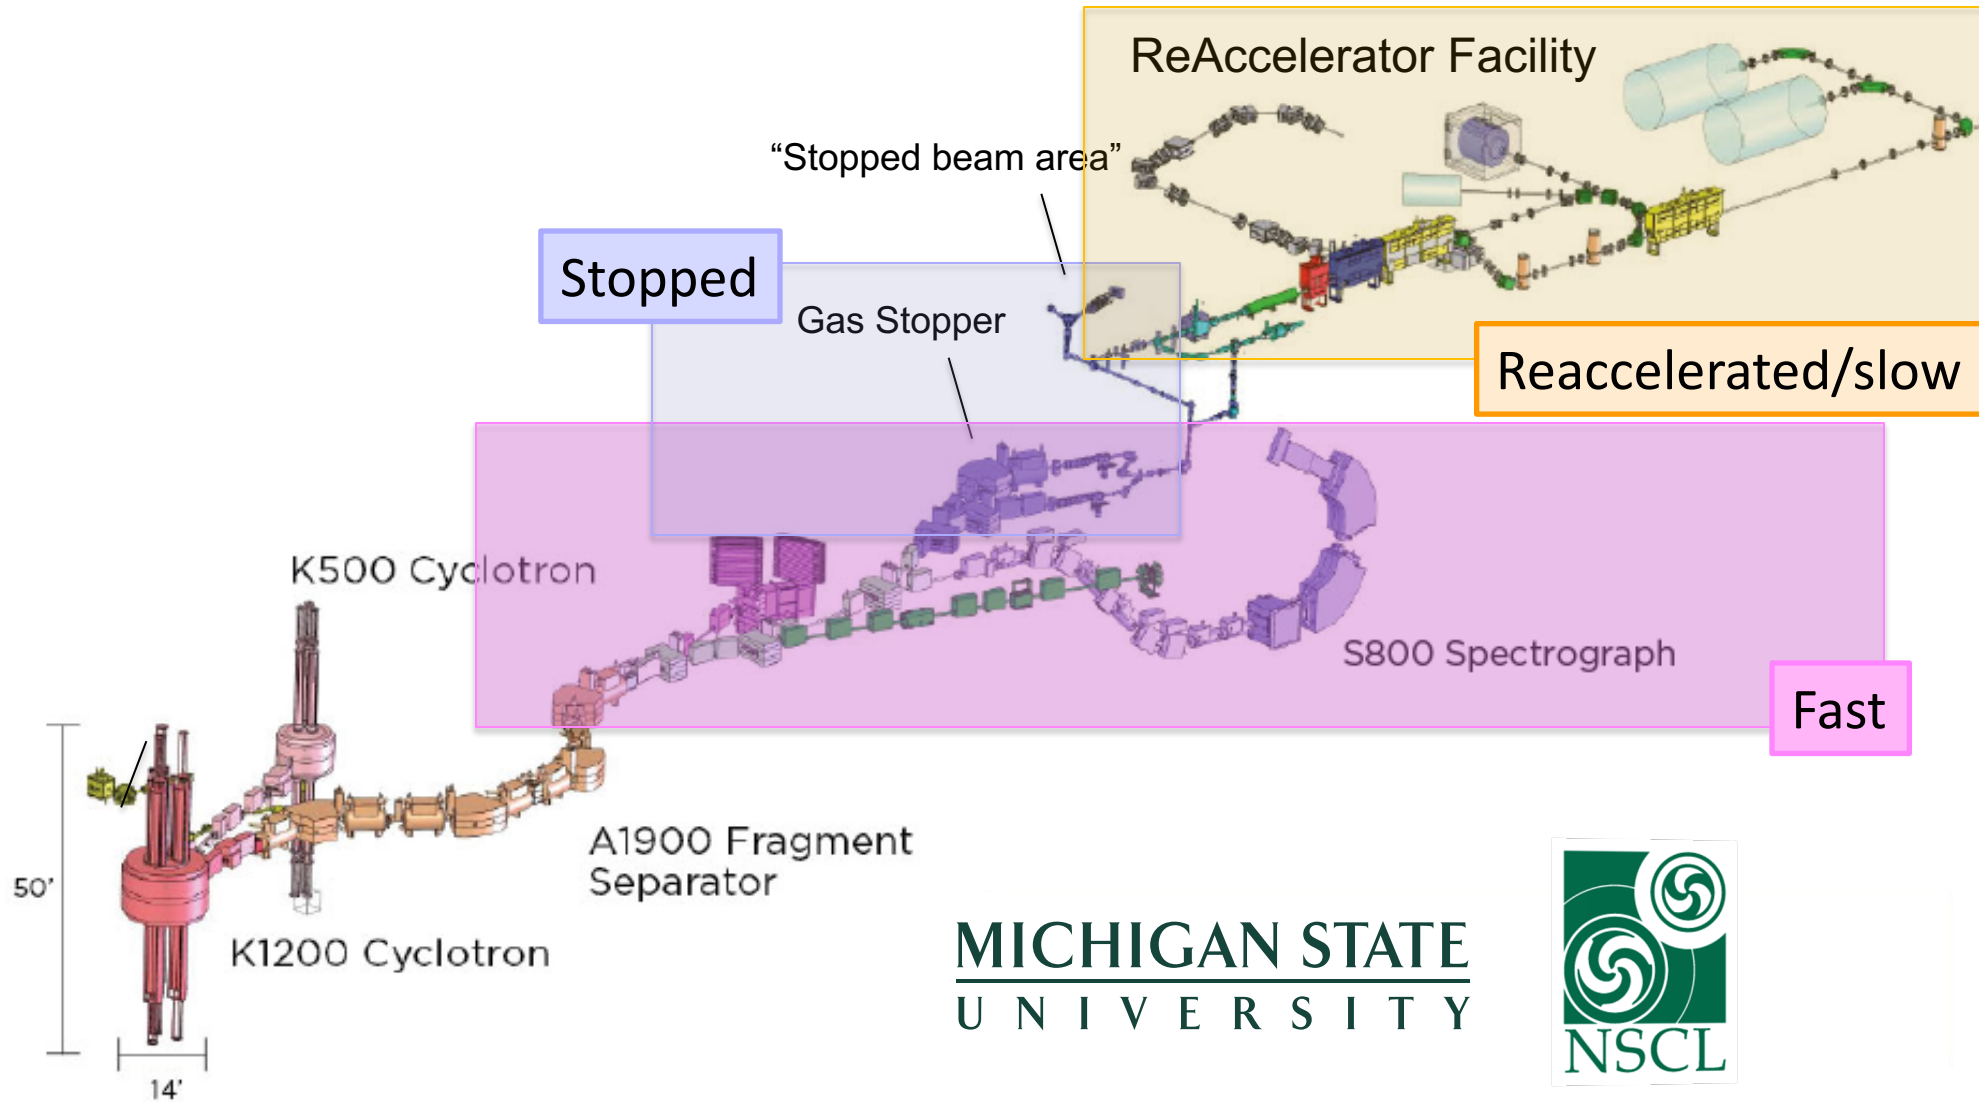 ReAccelerator Facility
“Stopped beam area”
Stopped
Gas Stopper
Reaccelerated/slow
K500 Cyclotron
S800 Spectrograph
Fast
A1900 Fragment
Separator
50’
K1200 Cyclotron
14’
MICHIGAN STATE
UNIVERSITY
NSCL